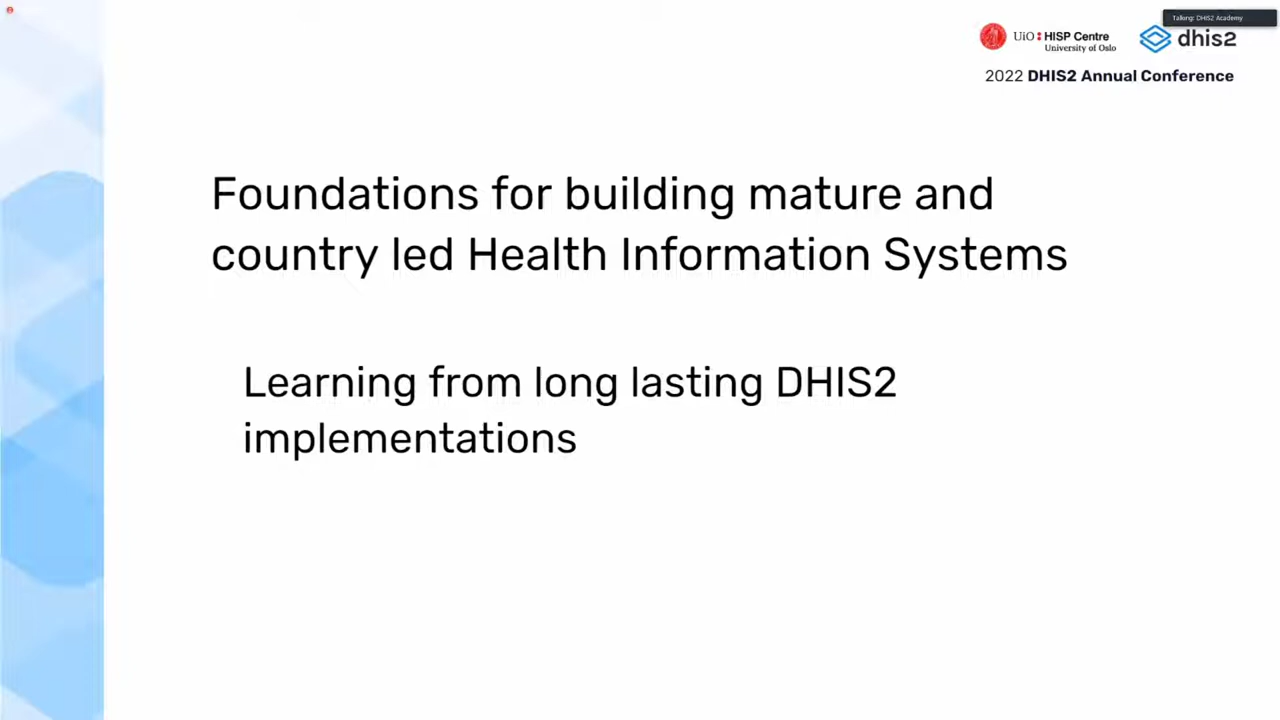 Talking: DHIS2 Academy
UiO HISP Centre
University of Oslo
dhis2
2022 DHIS2 Annual Conference
Foundations for building mature and
country led Health Information Systems
Learning from long lasting DHIS2
implementations